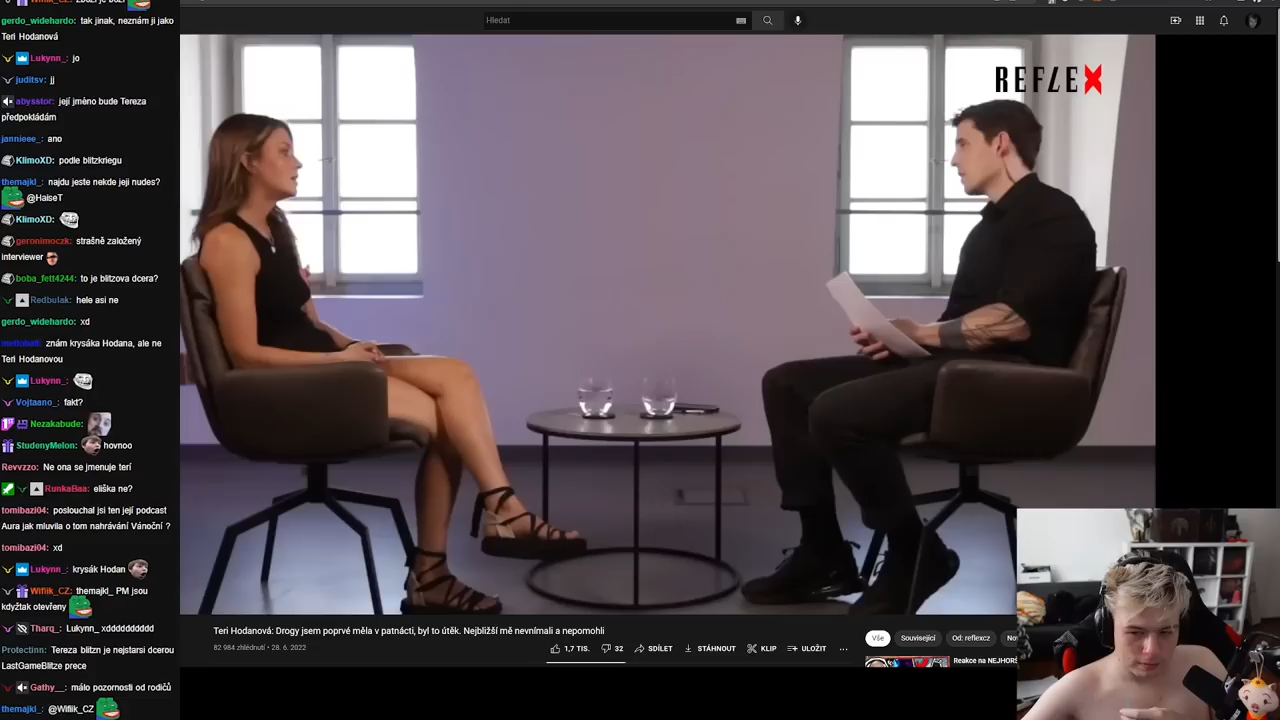 gerdo_widehardo: tak jinak, neznám ji jako
Teri Hodanová
Lukynn_: jo
juditsv: jj
abysstor: její jméno bude Tereza
předpokládám
jannieee_: ano
KlimoXD: podle blitzkriegu
themajkl_: najdu jeste nekde jeji nudes?
@HaiseT
KlimoXD:
geronimoczk: strašně založený
interviewer
boba_fett4244: to je blitzova dcera?
Redbulak: hele asi ne
gerdo_widehardo: xd
znám krysáka Hodana, ale ne
Teri Hodanovou
Lukynn_:
Vojtaano_: fakt?
Nezakabude:
StudenyMelon: hovnoo
Revvzzo: Ne ona se jmenuje terí
RunkaBaa: eliška ne?
tomibazi04: poslouchal jsi ten její podcast
Aura jak mluvila o tom nahrávání Vánoční ?
tomibazi04: xd
Lukynn_: krysák Hodan
Wiflik_CZ: themajkl_ PM jsou
kdyžtak otevřeny
Tharq_: Lukynn_ xdddddddddd
Protectinn: Tereza blitzn je nejstarsi dcerou
LastGameBlitze prece
Gathy__: málo pozornosti od rodičů
themajkl_: @Wiflik_CZ
Hledat
REFLEX
Teri Hodanová: Drogy jsem poprvé měla v patnácti, byl to útěk. Nejbližší mě nevnímali a nepomohli
82 984 zhlédnutí • 28. 6. 2022
1,7 TIS.
32
SDÍLET
STÁHNOUT
KLIP
ULOŽIT
Vše
Související
Od: reflexcz
Reakce na NEJHORŠ